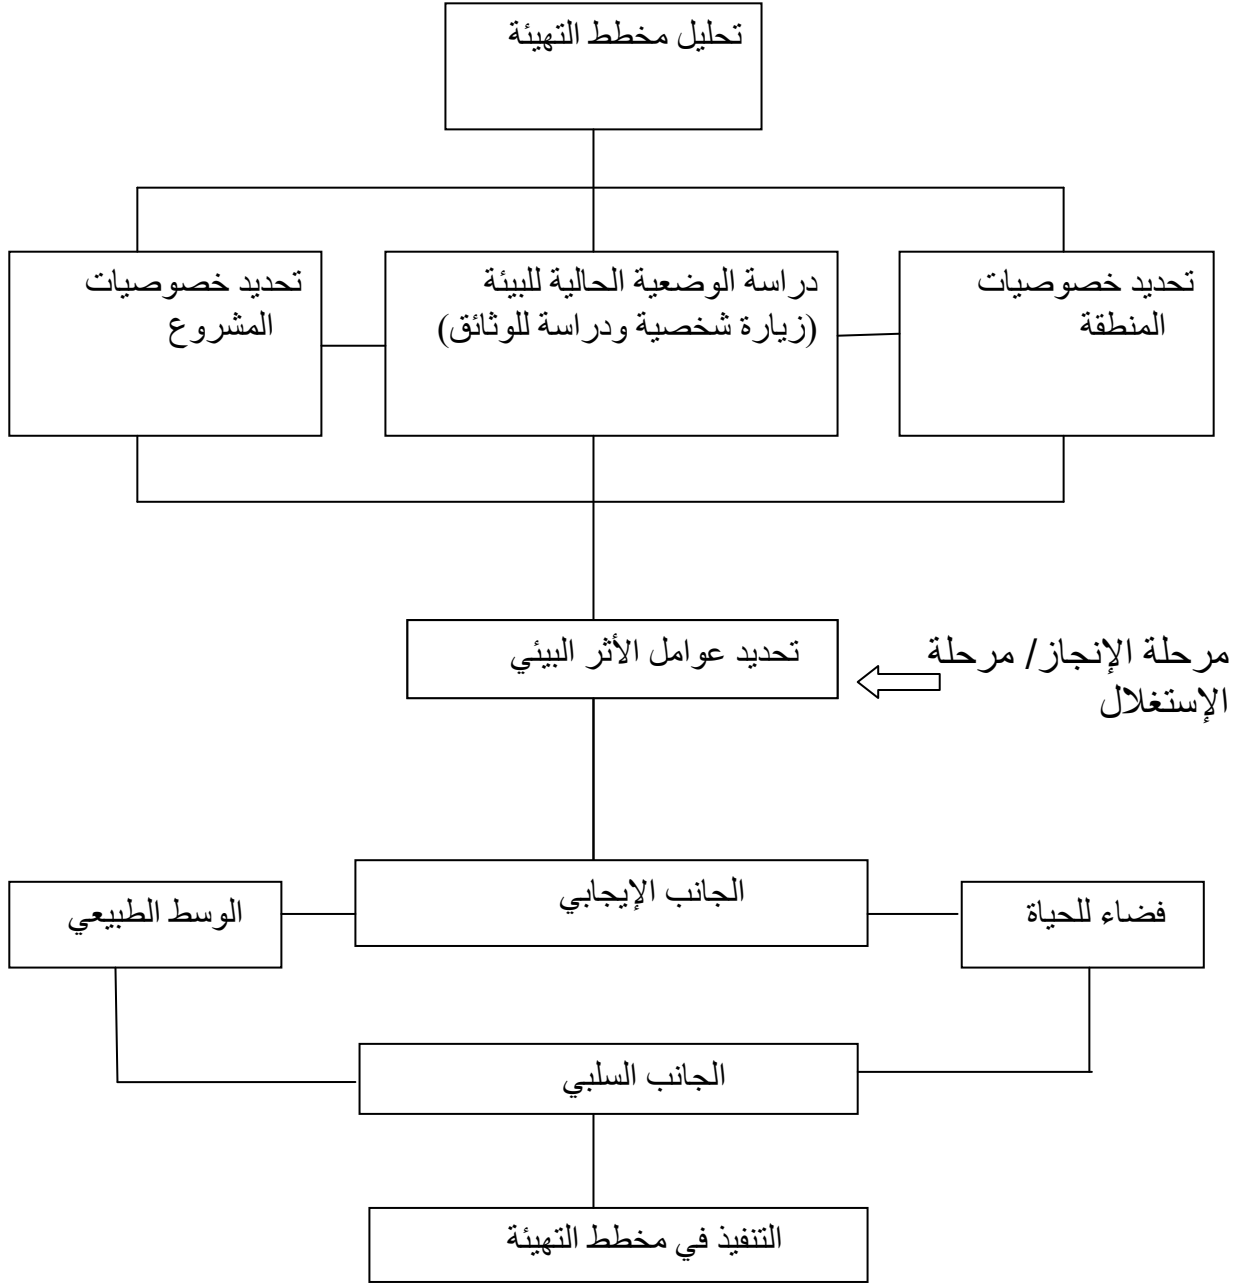 تحليل مخطط التهيئة
تحديد خصوصيات
المنطقة
دراسة الوضعية الحالية للبيئة
(زيارة شخصية ودراسة للوثائق)
تحديد خصوصيات
المشروع
تحديد عوامل الأثر البيئي
مرحلة الإنجاز/ مرحلة
الإستغلال
الجانب الإيجابي
فضاء للحياة
الوسط الطبيعي
الجانب السلبي
التنفيذ في مخطط التهيئة